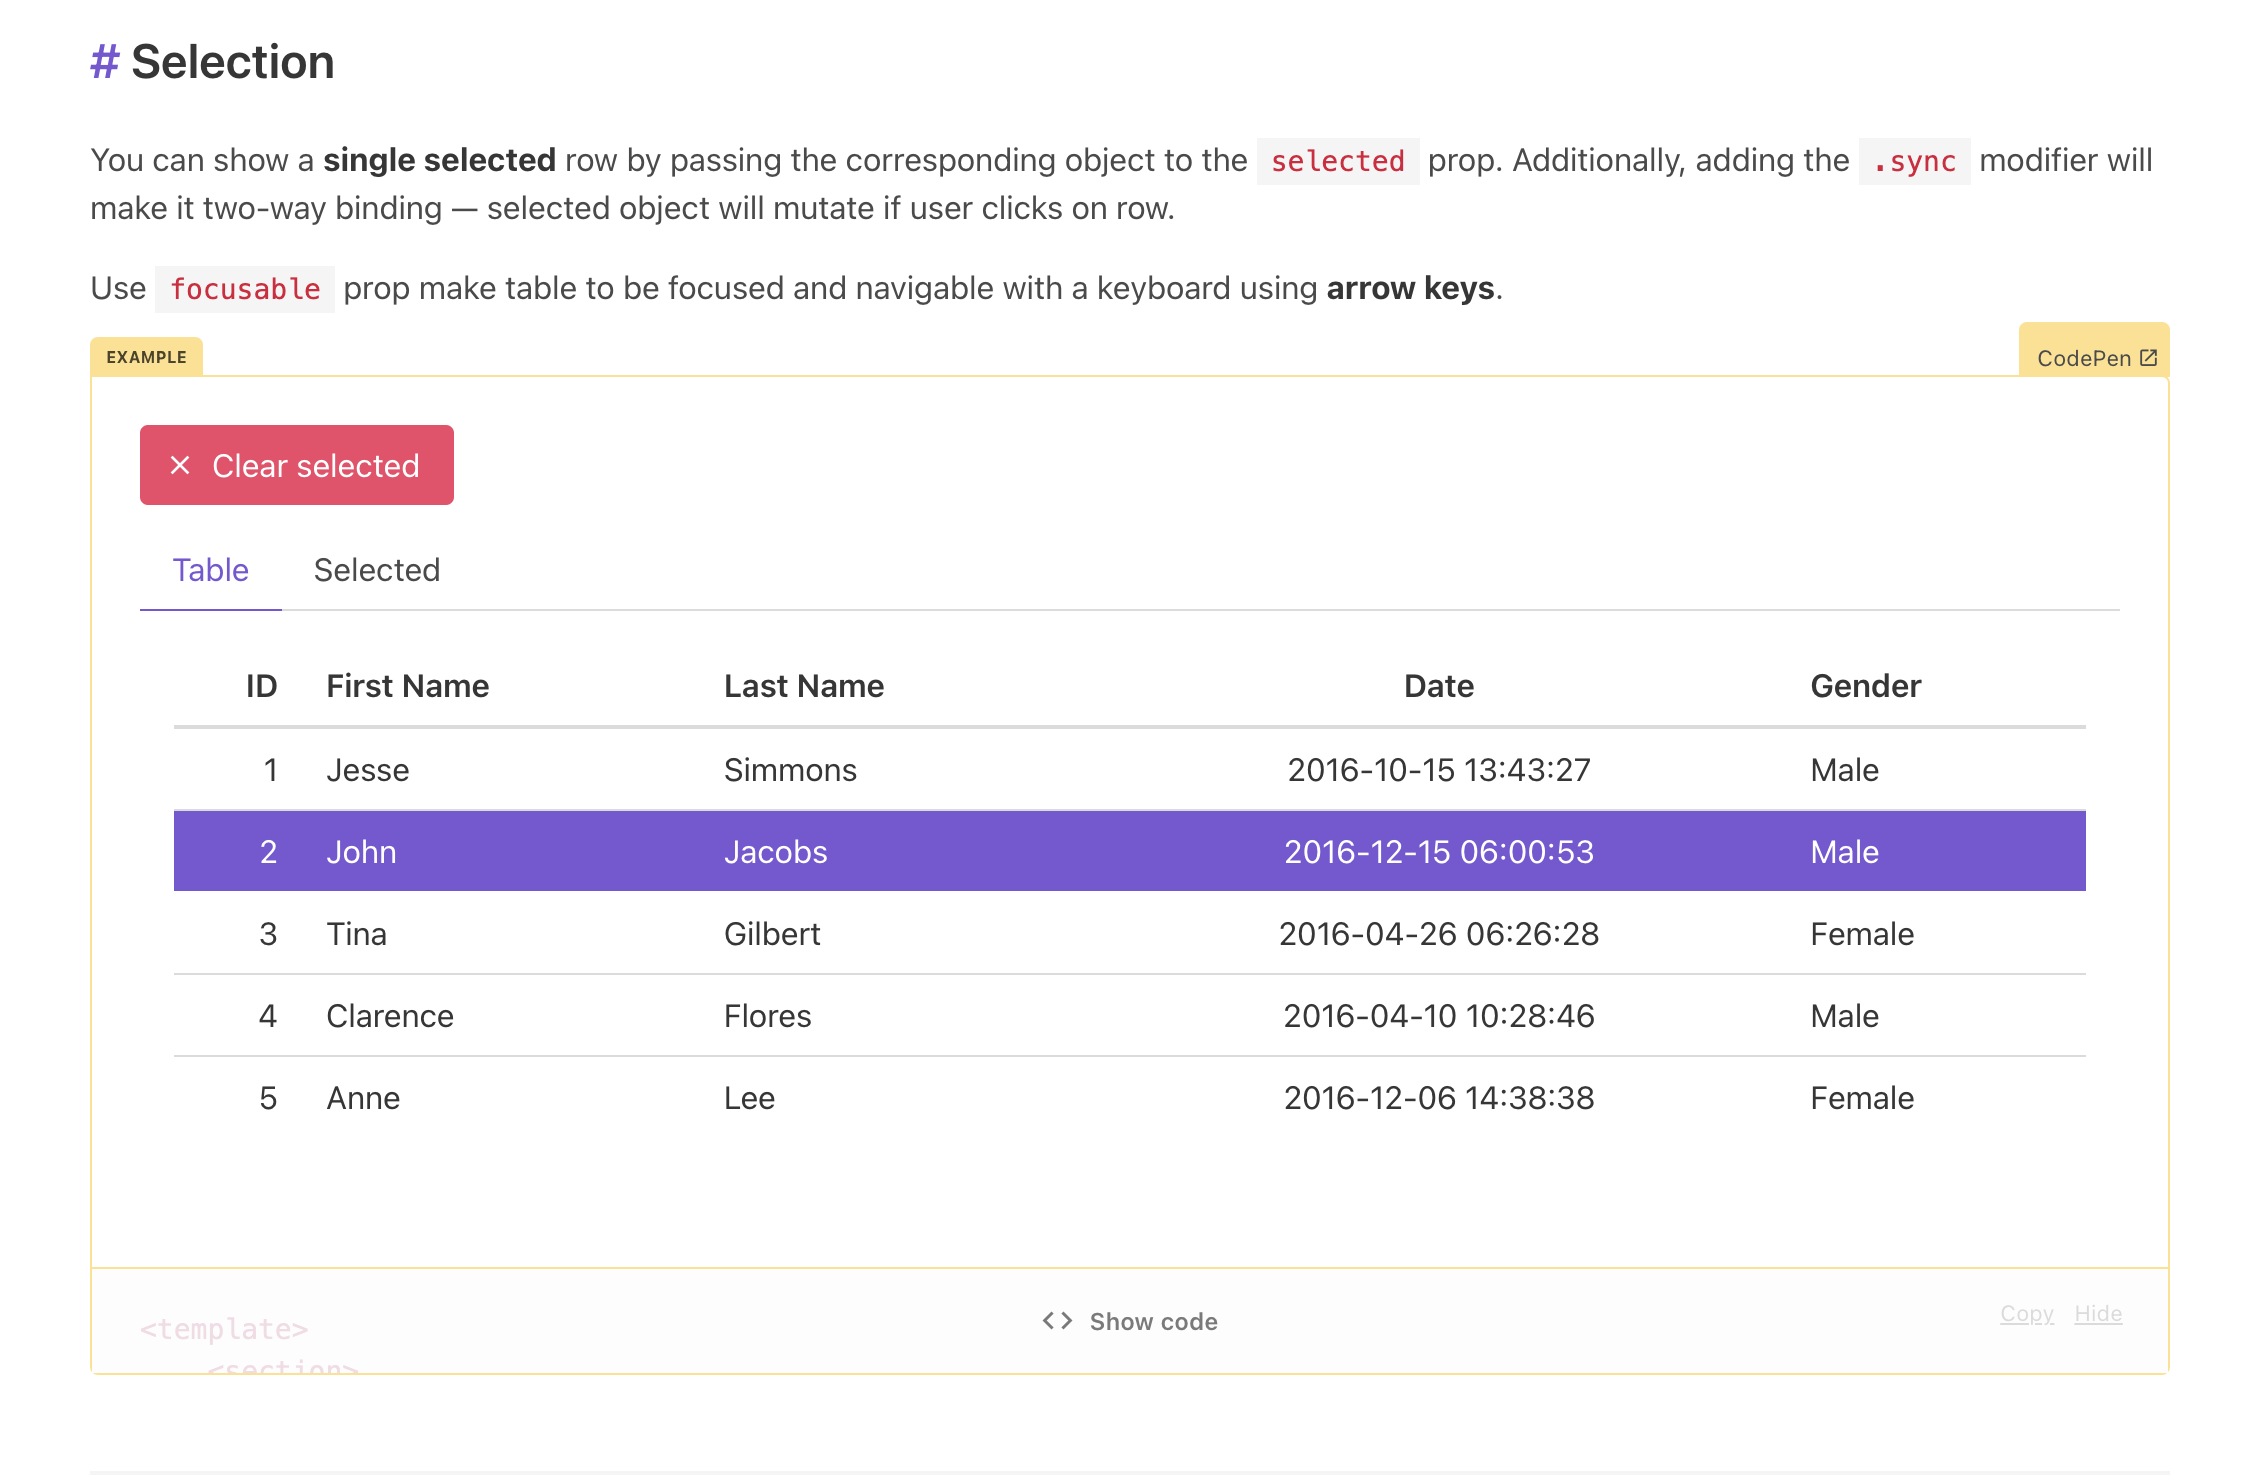 # Selection
You can show a single selected row by passing the corresponding object to the selected prop. Additionally, adding the .sync modifier will
make it two-way binding — selected object will mutate if user clicks on row.
Use focusable prop make table to be focused and navigable with a keyboard using arrow keys.
EXAMPLE
CodePen
Clear selected
Table Selected
ID First Name Last Name Date Gender
1 Jesse Simmons 2016-10-15 13:43:27 Male
2 John Jacobs 2016-12-15 06:00:53 Male
3 Tina Gilbert 2016-04-26 06:26:28 Female
4 Clarence Flores 2016-04-10 10:28:46 Male
5 Anne Lee 2016-12-06 14:38:38 Female
<template> <> Show code Copy Hide
<section>